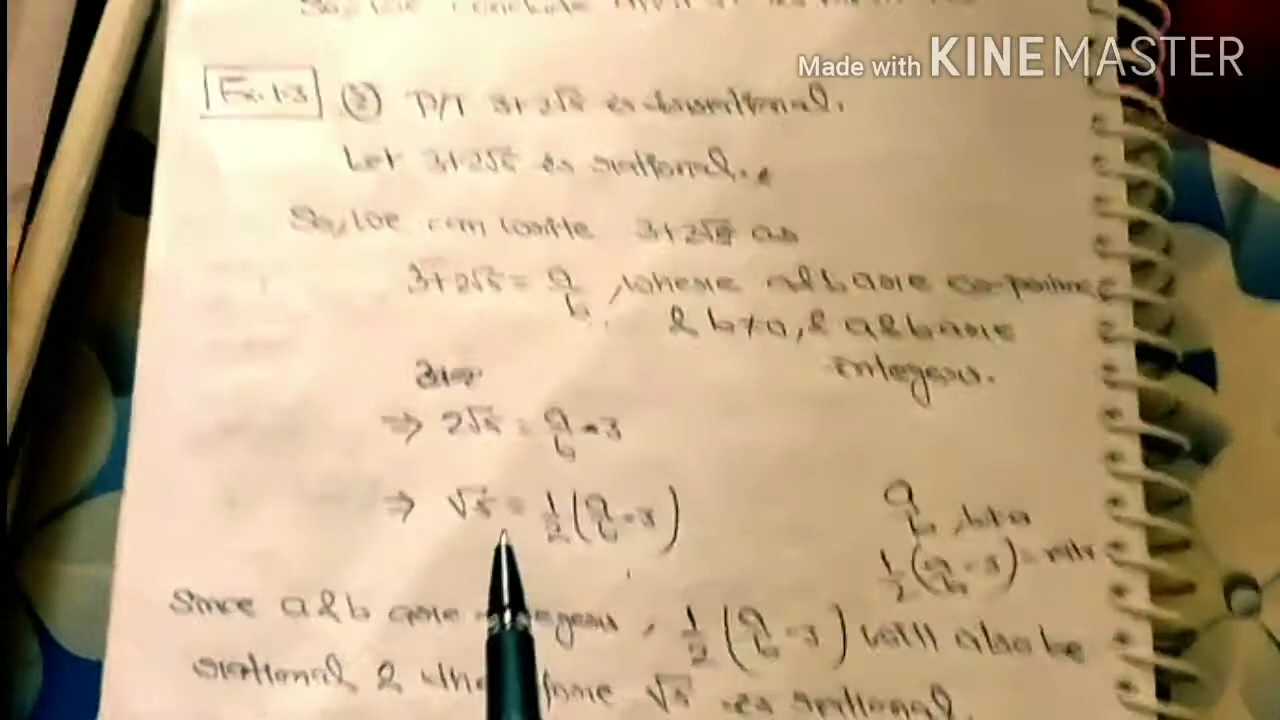 So, we conclude
Made with KINEMASTER
Ex. 1.3 (2) P/T 3+2√5 is irrational.
Let 3+2√5 is rational.
So, we can write 3+2√5 as
3+2√5 = a/b, where a & b are co-prime
& b≠0, & a & b are
integers.
⇒ 2√5 = a/b - 3
⇒ √5 = 1/2 (a/b - 3)
a/b, b≠0
1/2 (a/b - 3) =
Since a & b are integers, 1/2 (a/b - 3) will also be
rational & therefore √5 is rational.